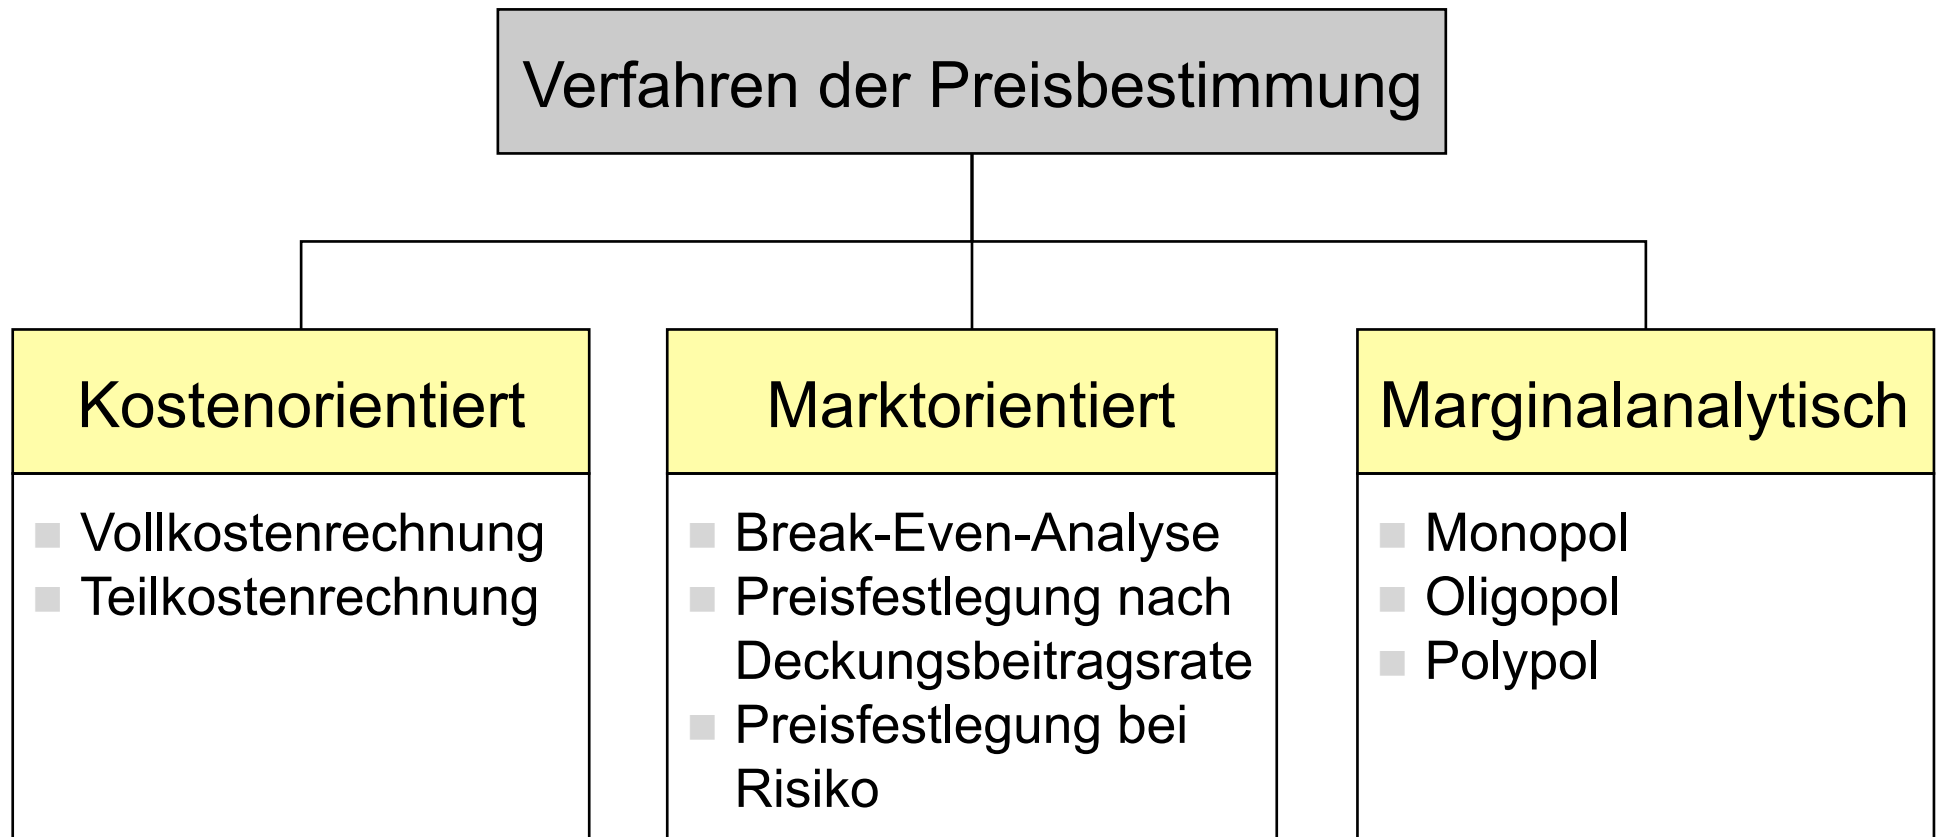 Verfahren der Preisbestimmung
Kostenorientiert
Vollkostenrechnung
Teilkostenrechnung
Marktorientiert
Break-Even-Analyse
Preisfestlegung nach
Deckungsbeitragsrate
Preisfestlegung bei
Risiko
Marginalanalytisch
Monopol
Oligopol
Polypol